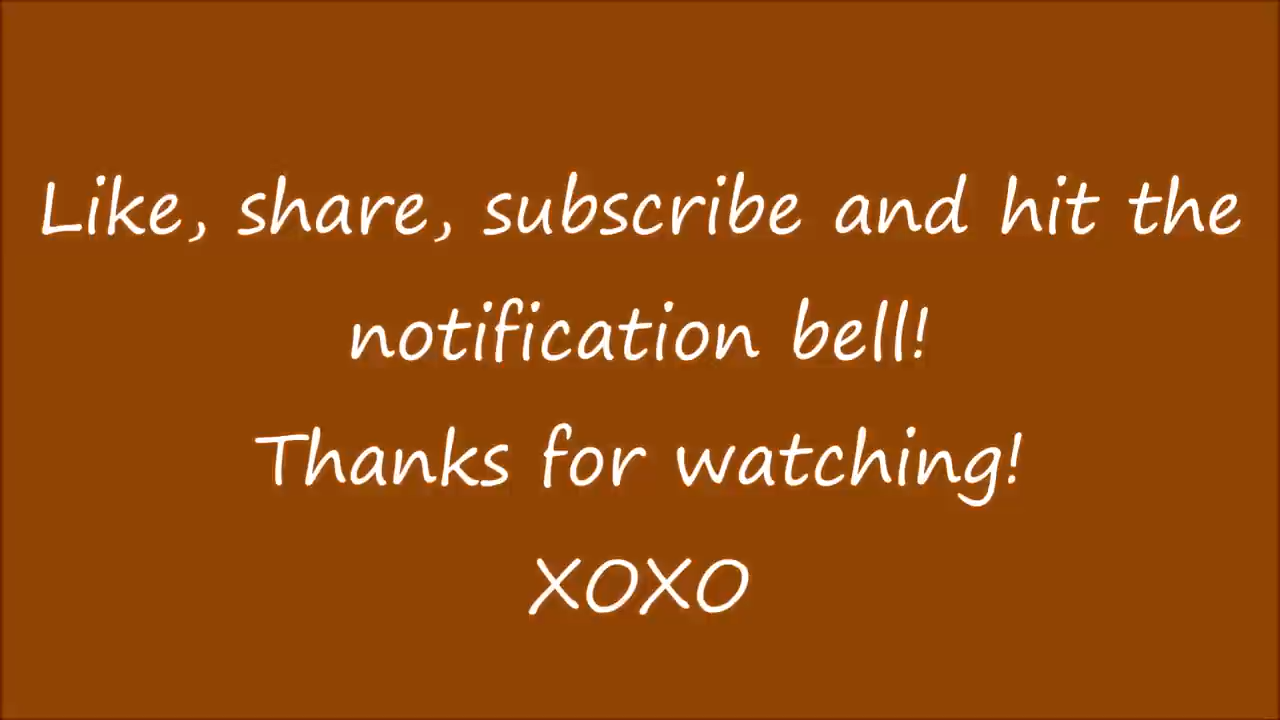 Like, share, subscribe and hit the
notification bell!
Thanks for watching!
XOXO